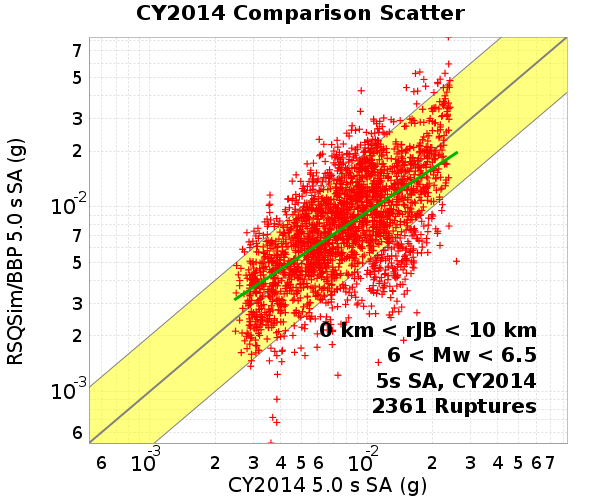 CY2014 Comparison Scatter
RSQSim/BBP 5.0 s SA (g)
7
5
3
2
10-2
7
5
3
2
10-3
6
0 km < rJB < 10 km
6 < Mw < 6.5
5s SA, CY2014
2361 Ruptures
6 10-3 2 3 4 5 6 10-2 2 3 4 5 6 7
CY2014 5.0 s SA (g)